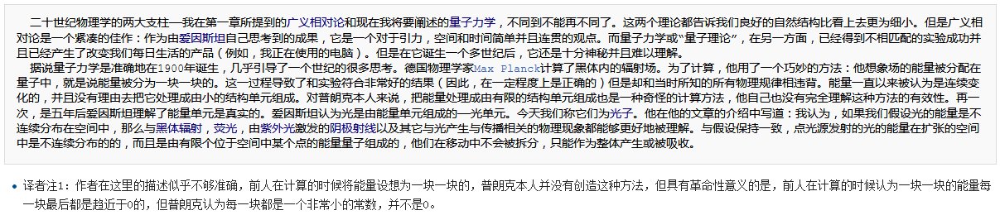 二十世纪物理学的两大支柱——我在第一章所提到的广义相对论和现在我将要阐述的量子力学，不同到不能再不同了。这两个理论都告诉我们良好的自然结构比看上去更为细小。但是广义相
对论是一个紧凑的佳作：作为由爱因斯坦自己思考到的成果，它是一个对于引力，空间和时间简单并且连贯的观点。而量子力学或“量子理论”，在另一方面，已经得到不相匹配的实验成功并
且已经产生了改变我们每日生活的产品（例如，我正在使用的电脑）。但是在它诞生一个多世纪后，它还是十分神秘并且难以理解。
据说量子力学是准确地在1900年诞生，几乎引导了一个世纪的很多思考。德国物理学家Max Planck计算了黑体内的辐射场。为了计算，他用了一个巧妙的方法：他想象场的能量被分配在
量子中，就是说能量被分为一块一块的。这一过程导致了和实验符合非常好的结果（因此，在一定程度上是正确的）但是却和当时所知的所有物理规律相违背。能量一直以来被认为是连续变
化的，并且没有理由去把它处理成由小的结构单元组成。对普朗克本人来说，把能量处理成由有限的结构单元组成也是一种奇怪的计算方法，他自己也没有完全理解这种方法的有效性。再一
次，是五年后爱因斯坦理解了能量单元是真实的。爱因斯坦认为光是由能量单元组成的——光单元。今天我们称它们为光子。他在他的文章的介绍中写道：我认为，如果我们假设光的能量是不
连续分布在空间中，那么与黑体辐射，荧光，由紫外光激发的阴极射线以及其它与光产生与传播相关的物理现象都能够更好地被理解。与假设保持一致，点光源发射的光的能量在扩张的空间
中是不连续分布的的，而且是由有限个位于空间中某个点的能量量子组成的，他们在移动中不会被拆分，只能作为整体产生或被吸收。
译者注1：作者在这里的描述似乎不够准确，前人在计算的时候将能量设想为一块一块的，普朗克本人并没有创造这种方法，但具有革命性意义的是，前人在计算的时候认为一块一块的能量每
一块最后都是趋近于0的，但普朗克认为每一块都是一个非常小的常数，并不是0。